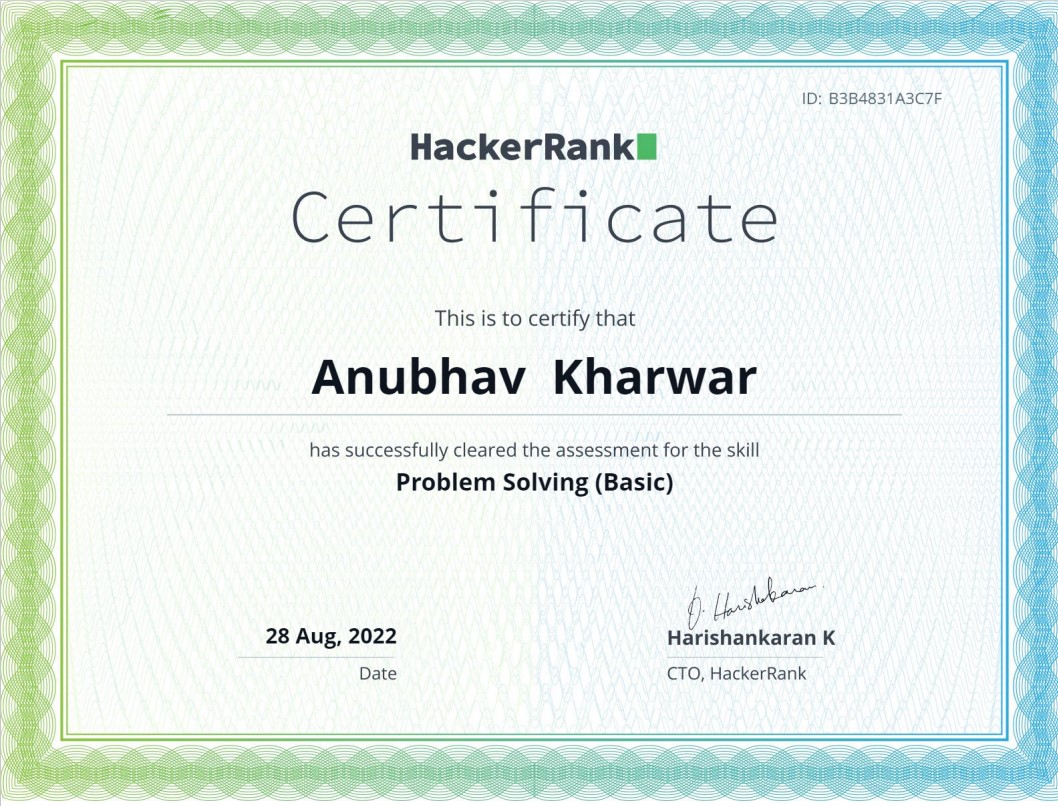 ID: B3B4831A3C7F
HackerRank
Certificate
This is to certify that
Anubhav Kharwar
has successfully cleared the assessment for the skill
Problem Solving (Basic)
28 Aug, 2022
Date
Harishankaran K
CTO, HackerRank